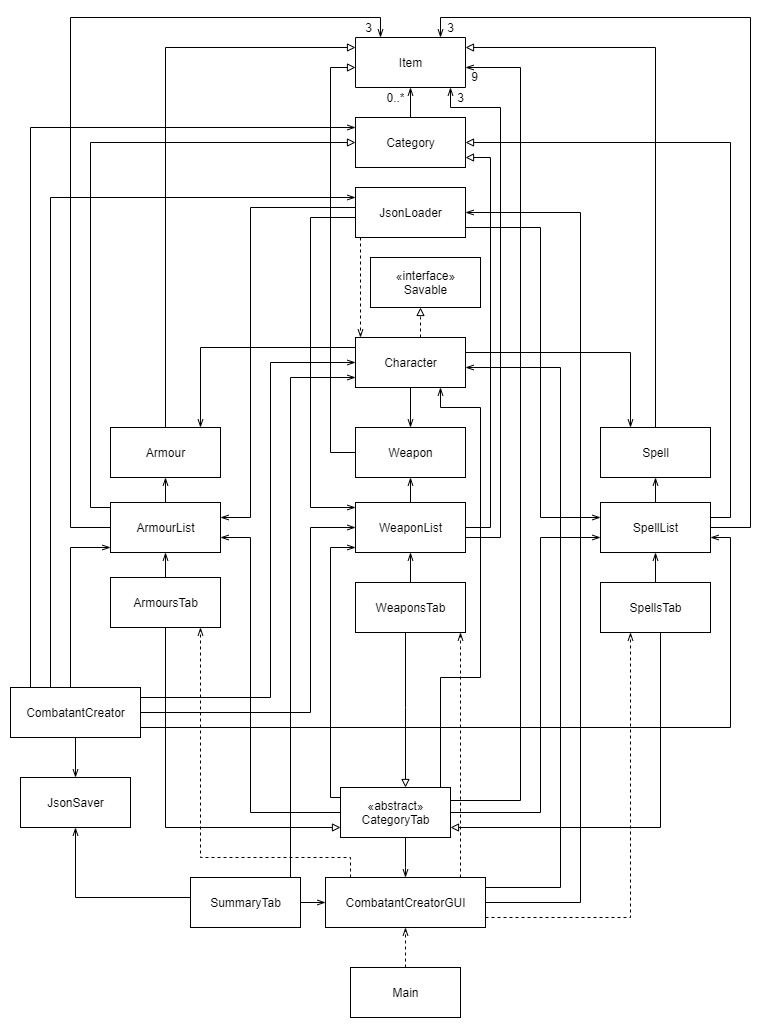 3
3
Item
9
0..*
3
Category
JsonLoader
«interface»
Savable
Character
Armour
Weapon
Spell
ArmourList
WeaponList
SpellList
ArmoursTab
WeaponsTab
SpellsTab
CombatantCreator
JsonSaver
«abstract»
CategoryTab
SummaryTab
CombatantCreatorGUI
Main